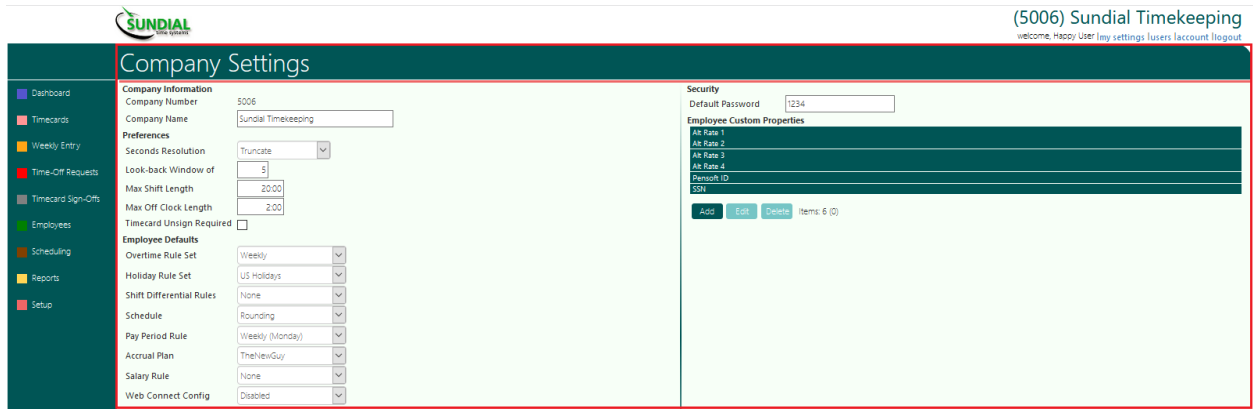 SUNDIAL
time systems
(5006) Sundial Timekeeping
welcome, Happy User |my settings |users |account |logout
Company Settings
Dashboard
Timecards
Weekly Entry
Time-Off Requests
Timecard Sign-Offs
Employees
Scheduling
Reports
Setup
Company Information
Company Number 5006
Company Name Sundial Timekeeping
Preferences
Seconds Resolution Truncate
Look-back Window of 5
Max Shift Length 20:00
Max Off Clock Length 2:00
Timecard Unsign Required
Employee Defaults
Overtime Rule Set Weekly
Holiday Rule Set US Holidays
Shift Differential Rules None
Schedule Rounding
Pay Period Rule Weekly (Monday)
Accrual Plan TheNewGuy
Salary Rule None
Web Connect Config Disabled
Security
Default Password 1234
Employee Custom Properties
Alt Rate 1
Alt Rate 2
Alt Rate 3
Alt Rate 4
Pensoft ID
SSN
Add Edit Delete Items: 6 (0)